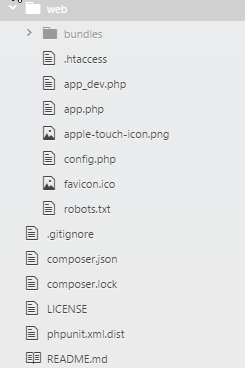 web
bundles
.htaccess
app_dev.php
app.php
apple-touch-icon.png
config.php
favicon.ico
robots.txt
.gitignore
composer.json
composer.lock
LICENSE
phpunit.xml.dist
README.md